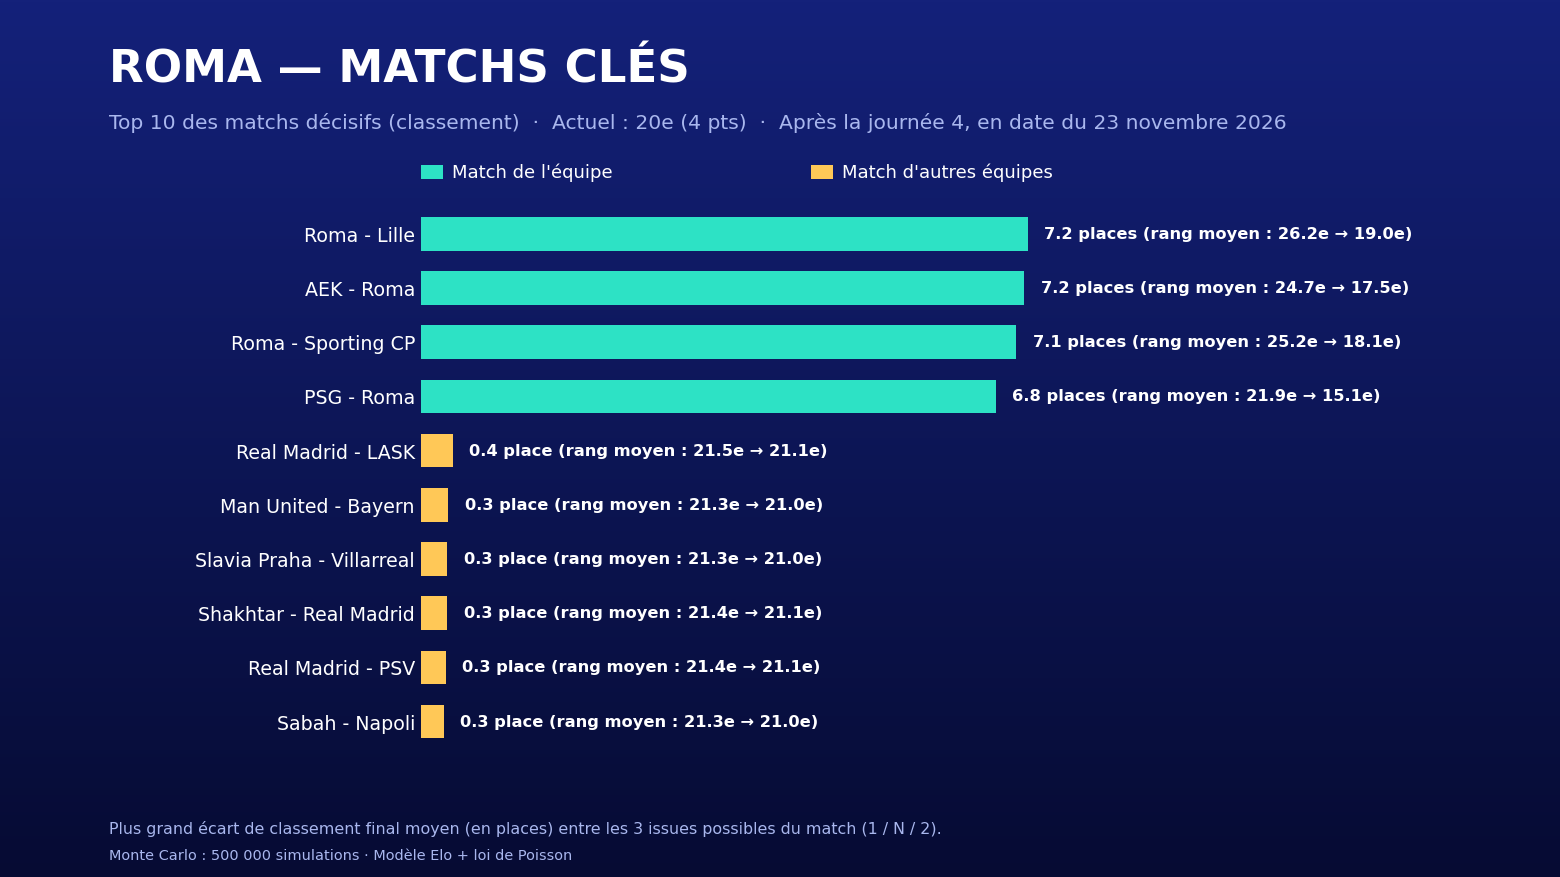 ROMA — MATCHS CLÉS
Top 10 des matchs décisifs (classement)  ·  Actuel : 20e (4 pts)  ·  Après la journée 4, en date du 23 novembre 2026
Match de l'équipe
Match d'autres équipes
Roma - Lille 7.2 places (rang moyen : 26.2e → 19.0e)
AEK - Roma 7.2 places (rang moyen : 24.7e → 17.5e)
Roma - Sporting CP 7.1 places (rang moyen : 25.2e → 18.1e)
PSG - Roma 6.8 places (rang moyen : 21.9e → 15.1e)
Real Madrid - LASK 0.4 place (rang moyen : 21.5e → 21.1e)
Man United - Bayern 0.3 place (rang moyen : 21.3e → 21.0e)
Slavia Praha - Villarreal 0.3 place (rang moyen : 21.3e → 21.0e)
Shakhtar - Real Madrid 0.3 place (rang moyen : 21.4e → 21.1e)
Real Madrid - PSV 0.3 place (rang moyen : 21.4e → 21.1e)
Sabah - Napoli 0.3 place (rang moyen : 21.3e → 21.0e)
Plus grand écart de classement final moyen (en places) entre les 3 issues possibles du match (1 / N / 2).
Monte Carlo : 500 000 simulations · Modèle Elo + loi de Poisson